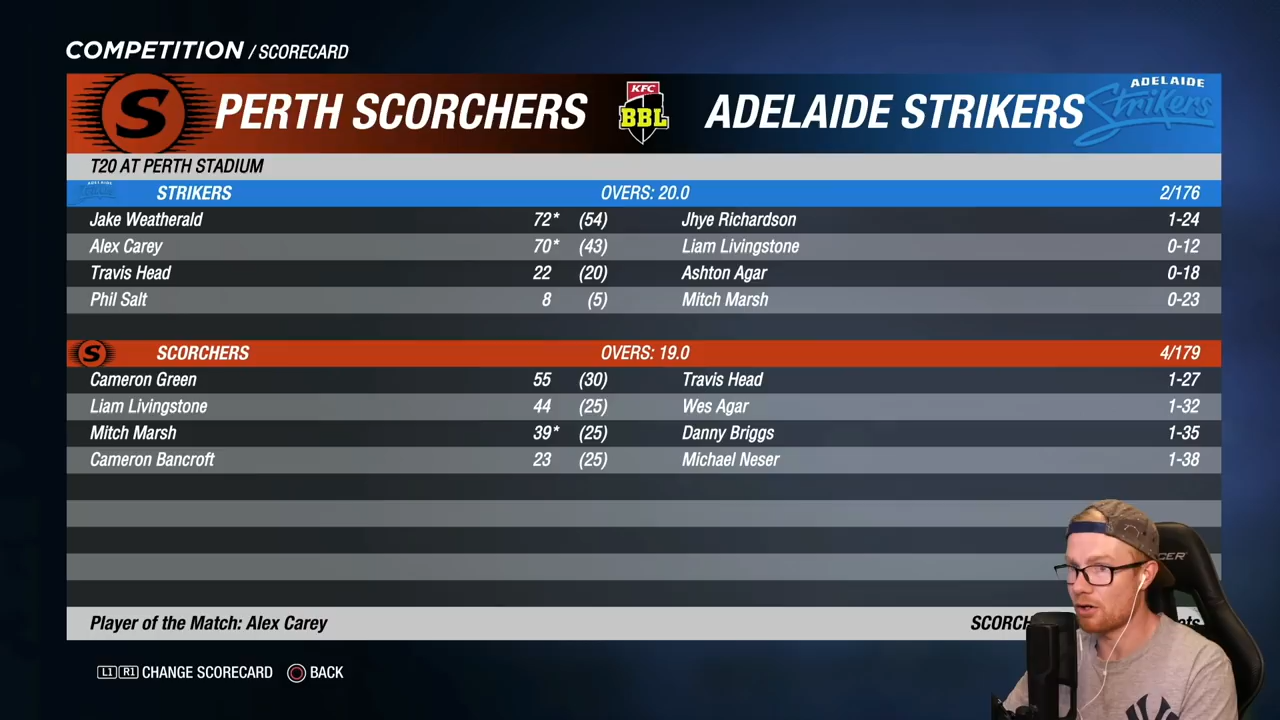 COMPETITION / SCORECARD
S PERTH SCORCHERS KFC BBL ADELAIDE STRIKERS ADELAIDE Strikers
T20 AT PERTH STADIUM
STRIKERS OVERS: 20.0 2/176
Jake Weatherald 72* (54) Jhye Richardson 1-24
Alex Carey 70* (43) Liam Livingstone 0-12
Travis Head 22 (20) Ashton Agar 0-18
Phil Salt 8 (5) Mitch Marsh 0-23
S SCORCHERS OVERS: 19.0 4/179
Cameron Green 55 (30) Travis Head 1-27
Liam Livingstone 44 (25) Wes Agar 1-32
Mitch Marsh 39* (25) Danny Briggs 1-35
Cameron Bancroft 23 (25) Michael Neser 1-38
Player of the Match: Alex Carey
L1 R1 CHANGE SCORECARD BACK